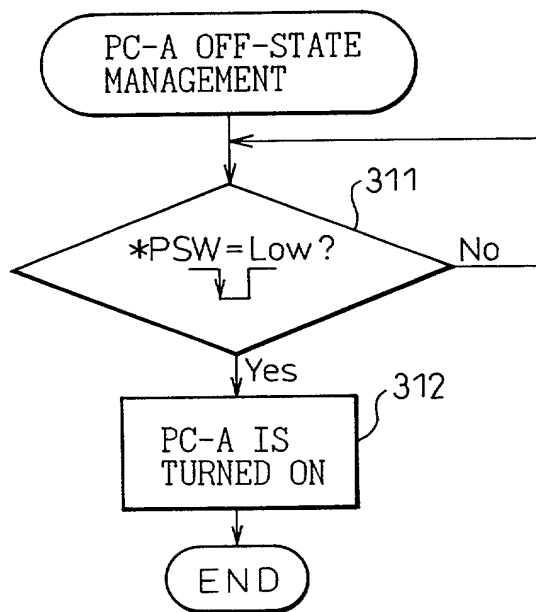 PC-A OFF-STATE
MANAGEMENT
311
*PSW=Low?
No
Yes
312
PC-A IS
TURNED ON
END